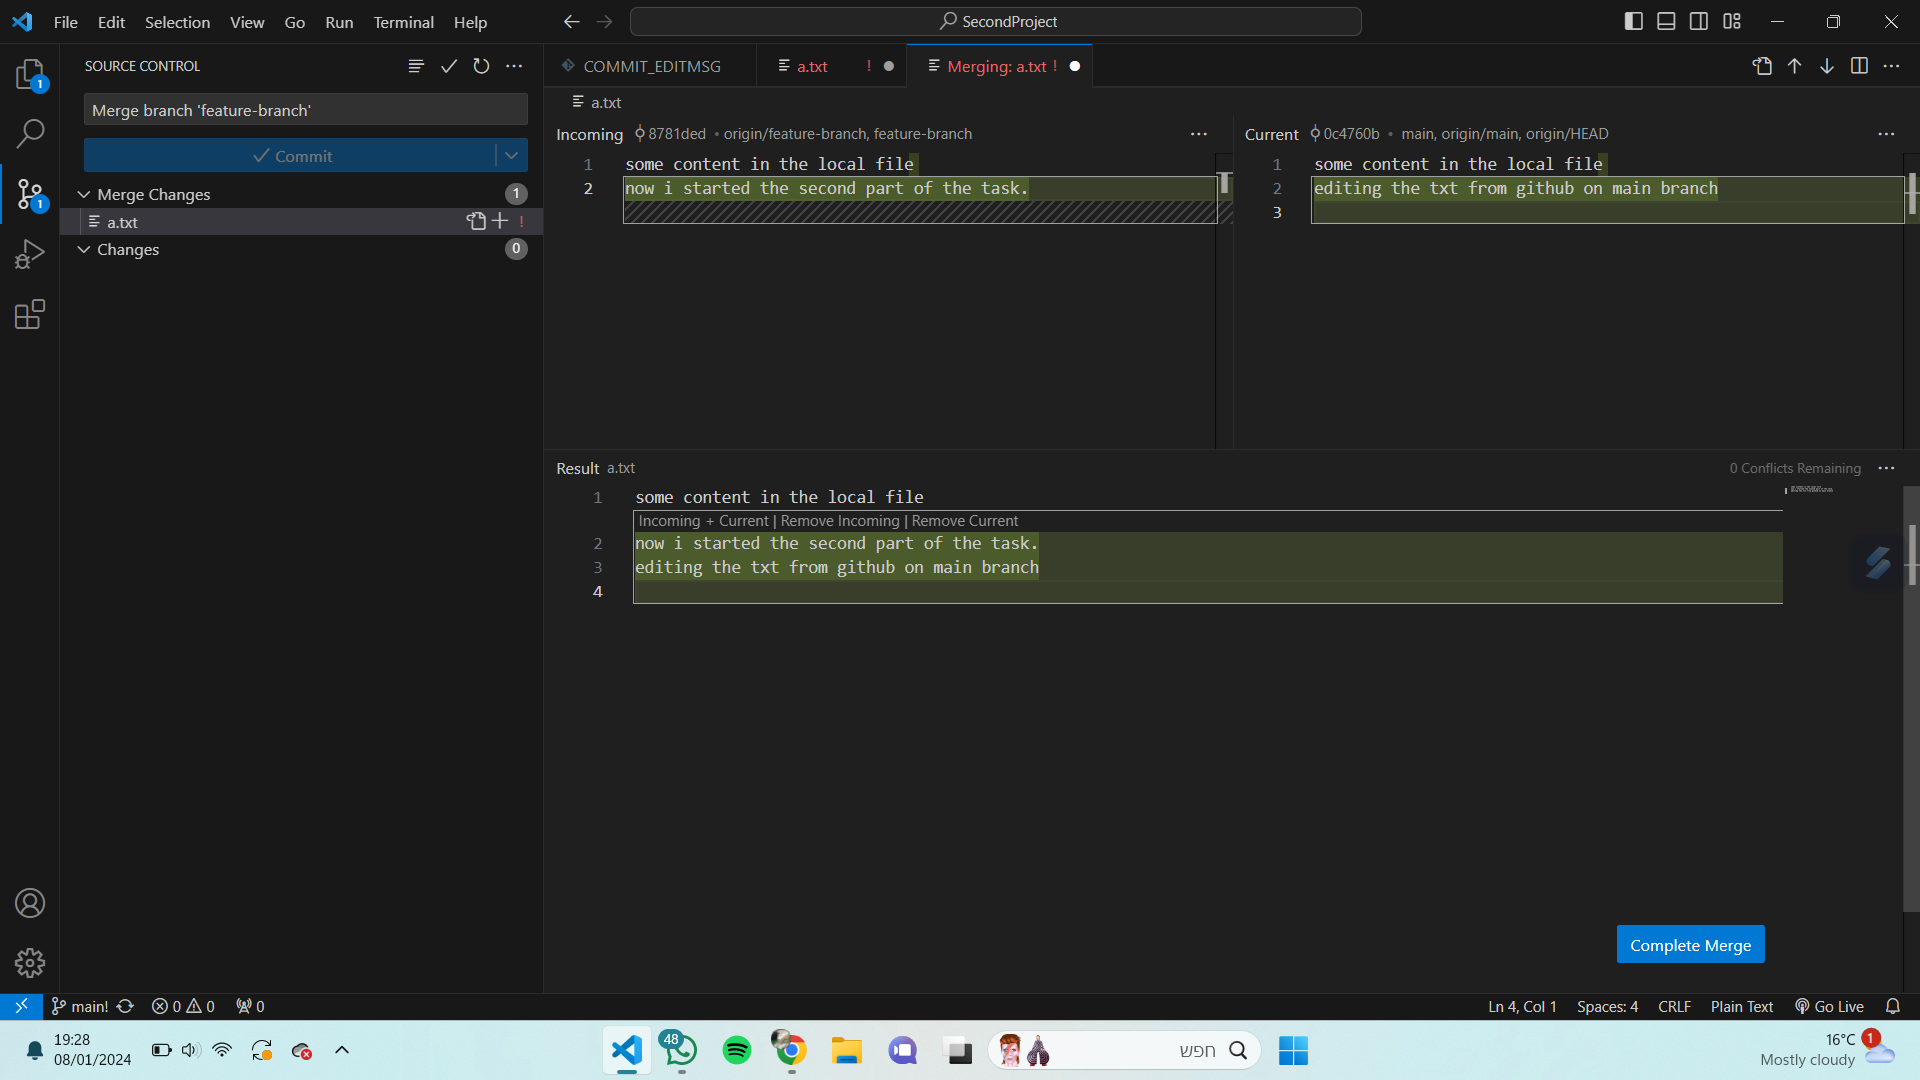 File Edit Selection View Go Run Terminal Help
SecondProject
SOURCE CONTROL
Merge branch 'feature-branch'
Commit
Merge Changes 1
a.txt !
Changes 0
1
1
COMMIT_EDITMSG
a.txt !
Merging: a.txt !
a.txt
Incoming 8781ded • origin/feature-branch, feature-branch
1 some content in the local file
2 now i started the second part of the task.
Current 0c4760b • main, origin/main, origin/HEAD
1 some content in the local file
2 editing the txt from github on main branch
3
Result a.txt
0 Conflicts Remaining
1 some content in the local file
Incoming + Current | Remove Incoming | Remove Current
2 now i started the second part of the task.
3 editing the txt from github on main branch
4
Complete Merge
main! 0 0 0
Ln 4, Col 1 Spaces: 4 CRLF Plain Text Go Live
19:28
08/01/2024
48
חפש
16°C
Mostly cloudy
1